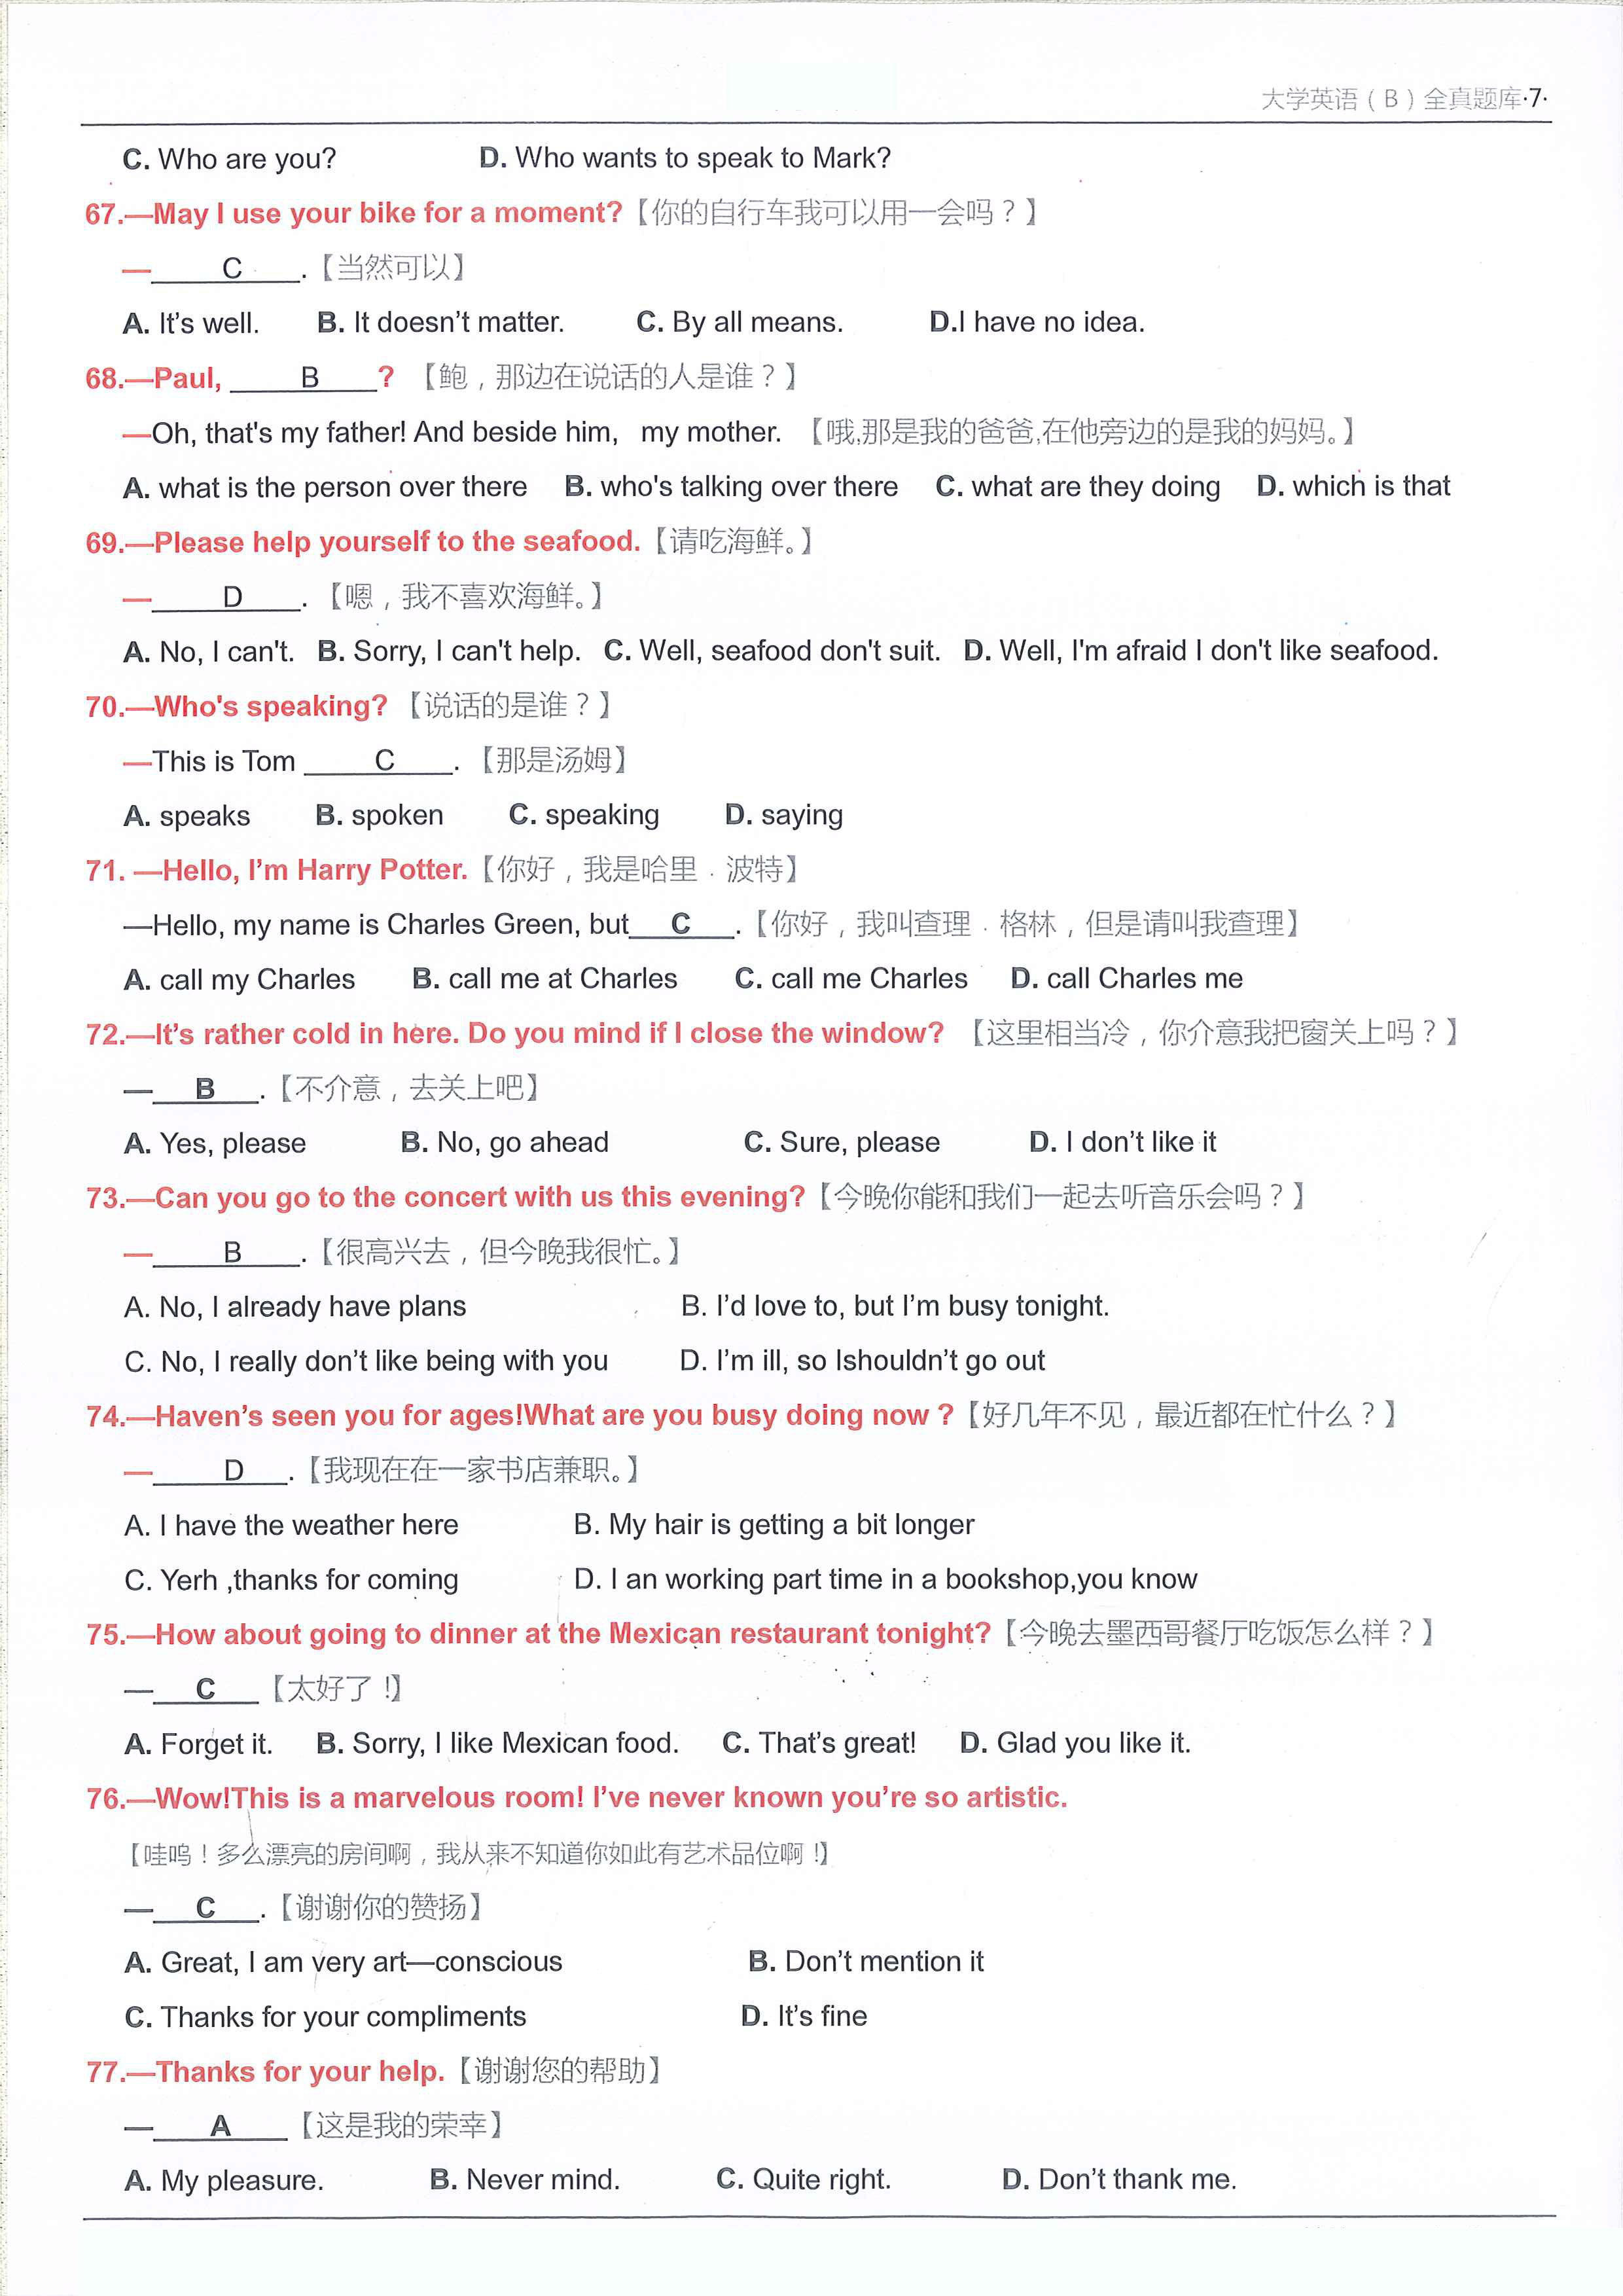 大学英语（B）全真题库·7·
C. Who are you? D. Who wants to speak to Mark?
67.—May I use your bike for a moment?【你的自行车我可以用一会吗？】
—____C____.【当然可以】
A. It’s well. B. It doesn’t matter. C. By all means. D.I have no idea.
68.—Paul, ____B____? 【鲍，那边在说话的人是谁？】
—Oh, that's my father! And beside him, my mother. 【哦,那是我的爸爸,在他旁边的是我的妈妈。】
A. what is the person over there B. who's talking over there C. what are they doing D. which is that
69.—Please help yourself to the seafood.【请吃海鲜。】
—____D____. 【嗯，我不喜欢海鲜。】
A. No, I can't. B. Sorry, I can't help. C. Well, seafood don't suit. D. Well, I'm afraid I don't like seafood.
70.—Who's speaking? 【说话的是谁？】
—This is Tom ____C____. 【那是汤姆】
A. speaks B. spoken C. speaking D. saying
71. —Hello, I’m Harry Potter.【你好，我是哈里．波特】
—Hello, my name is Charles Green, but__C__.【你好，我叫查理．格林，但是请叫我查理】
A. call my Charles B. call me at Charles C. call me Charles D. call Charles me
72.—It’s rather cold in here. Do you mind if I close the window? 【这里相当冷，你介意我把窗关上吗？】
—__B__.【不介意，去关上吧】
A. Yes, please B. No, go ahead C. Sure, please D. I don’t like it
73.—Can you go to the concert with us this evening?【今晚你能和我们一起去听音乐会吗？】
—____B____.【很高兴去，但今晚我很忙。】
A. No, I already have plans B. I’d love to, but I’m busy tonight.
C. No, I really don’t like being with you D. I’m ill, so Ishouldn’t go out
74.—Haven’s seen you for ages!What are you busy doing now ?【好几年不见，最近都在忙什么？】
—____D____.【我现在在一家书店兼职。】
A. I have the weather here B. My hair is getting a bit longer
C. Yerh ,thanks for coming D. I an working part time in a bookshop,you know
75.—How about going to dinner at the Mexican restaurant tonight?【今晚去墨西哥餐厅吃饭怎么样？】
—__C__【太好了!】
A. Forget it. B. Sorry, I like Mexican food. C. That’s great! D. Glad you like it.
76.—Wow!This is a marvelous room! I’ve never known you’re so artistic.
【哇呜！多么漂亮的房间啊，我从来不知道你如此有艺术品位啊!】
—__C__.【谢谢你的赞扬】
A. Great, I am very art—conscious B. Don’t mention it
C. Thanks for your compliments D. It’s fine
77.—Thanks for your help.【谢谢您的帮助】
—____A____【这是我的荣幸】
A. My pleasure. B. Never mind. C. Quite right. D. Don’t thank me.